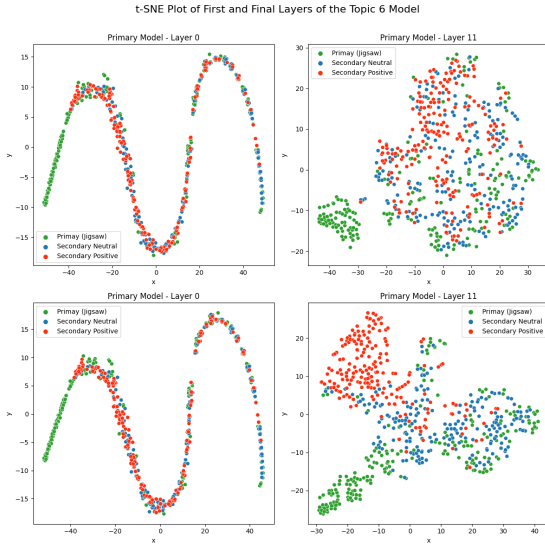 t-SNE Plot of First and Final Layers of the Topic 6 Model
Primary Model - Layer 0
15
10
5
0
−5
−10
−15
y
−40
−20
0
20
40
x
Primay (Jigsaw)
Secondary Neutral
Secondary Positive
Primary Model - Layer 11
30
20
10
0
−10
−20
y
−40
−30
−20
−10
0
10
20
30
x
Primay (Jigsaw)
Secondary Neutral
Secondary Positive
Primary Model - Layer 0
15
10
5
0
−5
−10
−15
y
−40
−20
0
20
40
x
Primay (Jigsaw)
Secondary Neutral
Secondary Positive
Primary Model - Layer 11
20
10
0
−10
−20
y
−30
−20
−10
0
10
20
30
40
x
Primay (Jigsaw)
Secondary Neutral
Secondary Positive